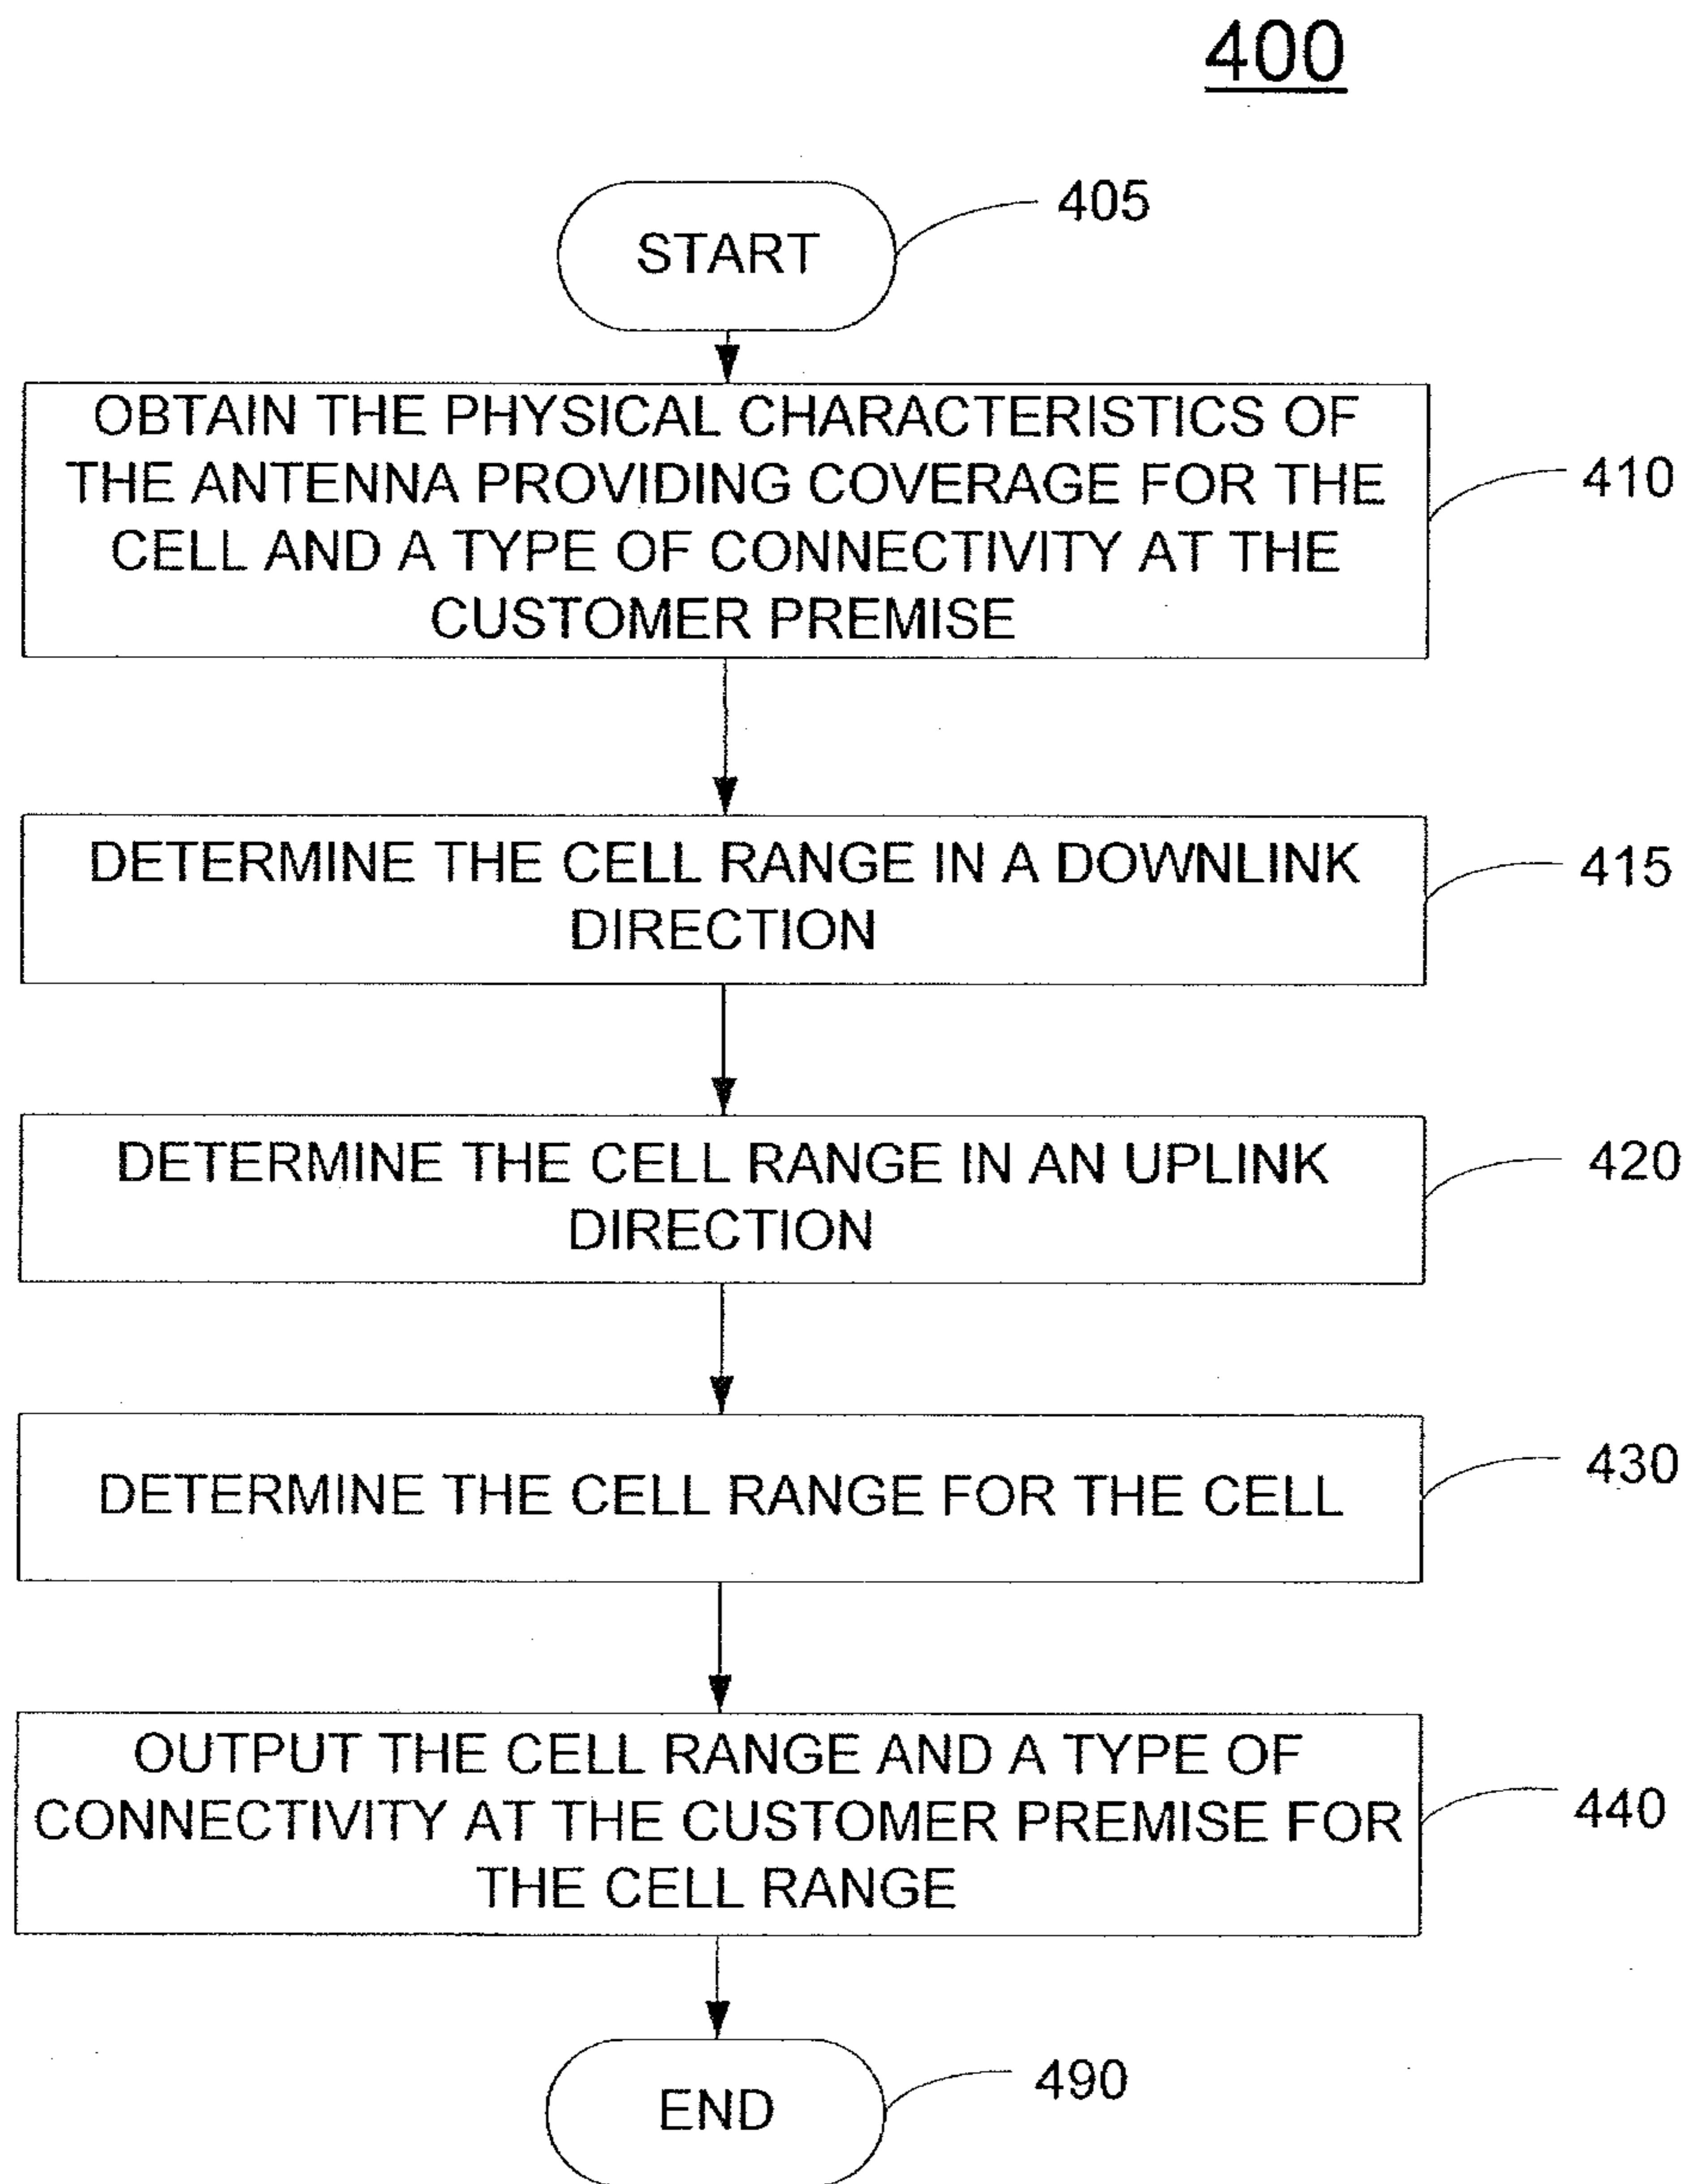 400
START
405
OBTAIN THE PHYSICAL CHARACTERISTICS OF
THE ANTENNA PROVIDING COVERAGE FOR THE
CELL AND A TYPE OF CONNECTIVITY AT THE
CUSTOMER PREMISE
410
DETERMINE THE CELL RANGE IN A DOWNLINK
DIRECTION
415
DETERMINE THE CELL RANGE IN AN UPLINK
DIRECTION
420
DETERMINE THE CELL RANGE FOR THE CELL
430
OUTPUT THE CELL RANGE AND A TYPE OF
CONNECTIVITY AT THE CUSTOMER PREMISE FOR
THE CELL RANGE
440
END
490